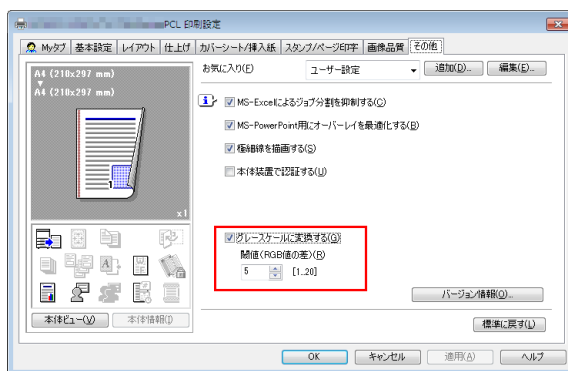 PCL 印刷設定
Myタブ 基本設定 レイアウト 仕上げ カバーシート/挿入紙 スタンプ/ページ印字 画像品質 その他
A4 (210x297 mm)
A4 (210x297 mm)
1
x1
本体ビュー(V) 本体情報(I)
お気に入り(F) ユーザー設定 追加(D)... 編集(E)...
MS-Excelによるジョブ分割を抑制する(C)
MS-PowerPoint用にオーバーレイを最適化する(B)
極細線を描画する(S)
本体装置で認証する(U)
グレースケールに変換する(G)
閾値(RGB値の差)(R)
5 [1..20]
バージョン情報(O)...
標準に戻す(L)
OK キャンセル 適用(A) ヘルプ